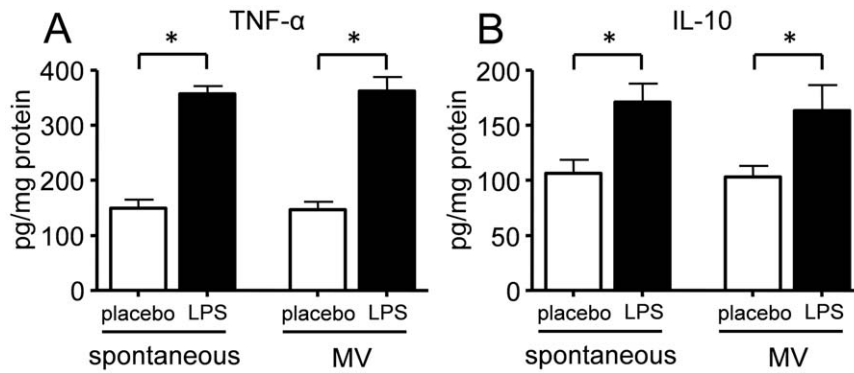 A TNF-α
* *
pg/mg protein
400
300
200
100
0
placebo LPS placebo LPS
spontaneous MV
B IL-10
* *
pg/mg protein
200
150
100
50
0
placebo LPS placebo LPS
spontaneous MV